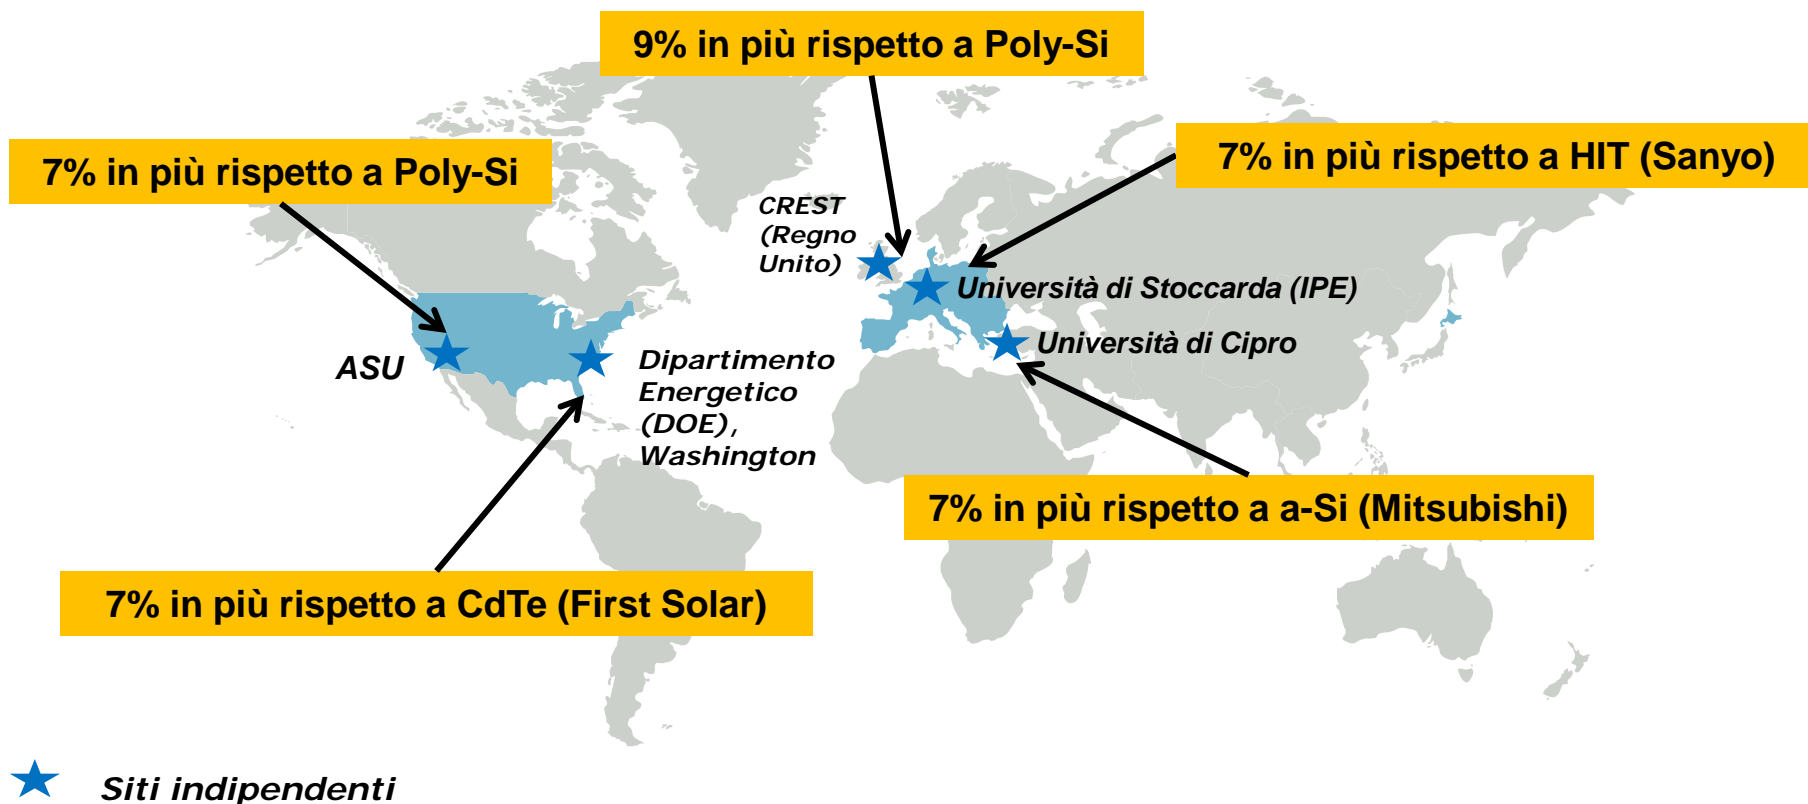 9% in più rispetto a Poly-Si
7% in più rispetto a Poly-Si
7% in più rispetto a HIT (Sanyo)
CREST
(Regno
Unito)
Università di Stoccarda (IPE)
Università di Cipro
ASU
Dipartimento
Energetico
(DOE),
Washington
7% in più rispetto a a-Si (Mitsubishi)
7% in più rispetto a CdTe (First Solar)
Siti indipendenti